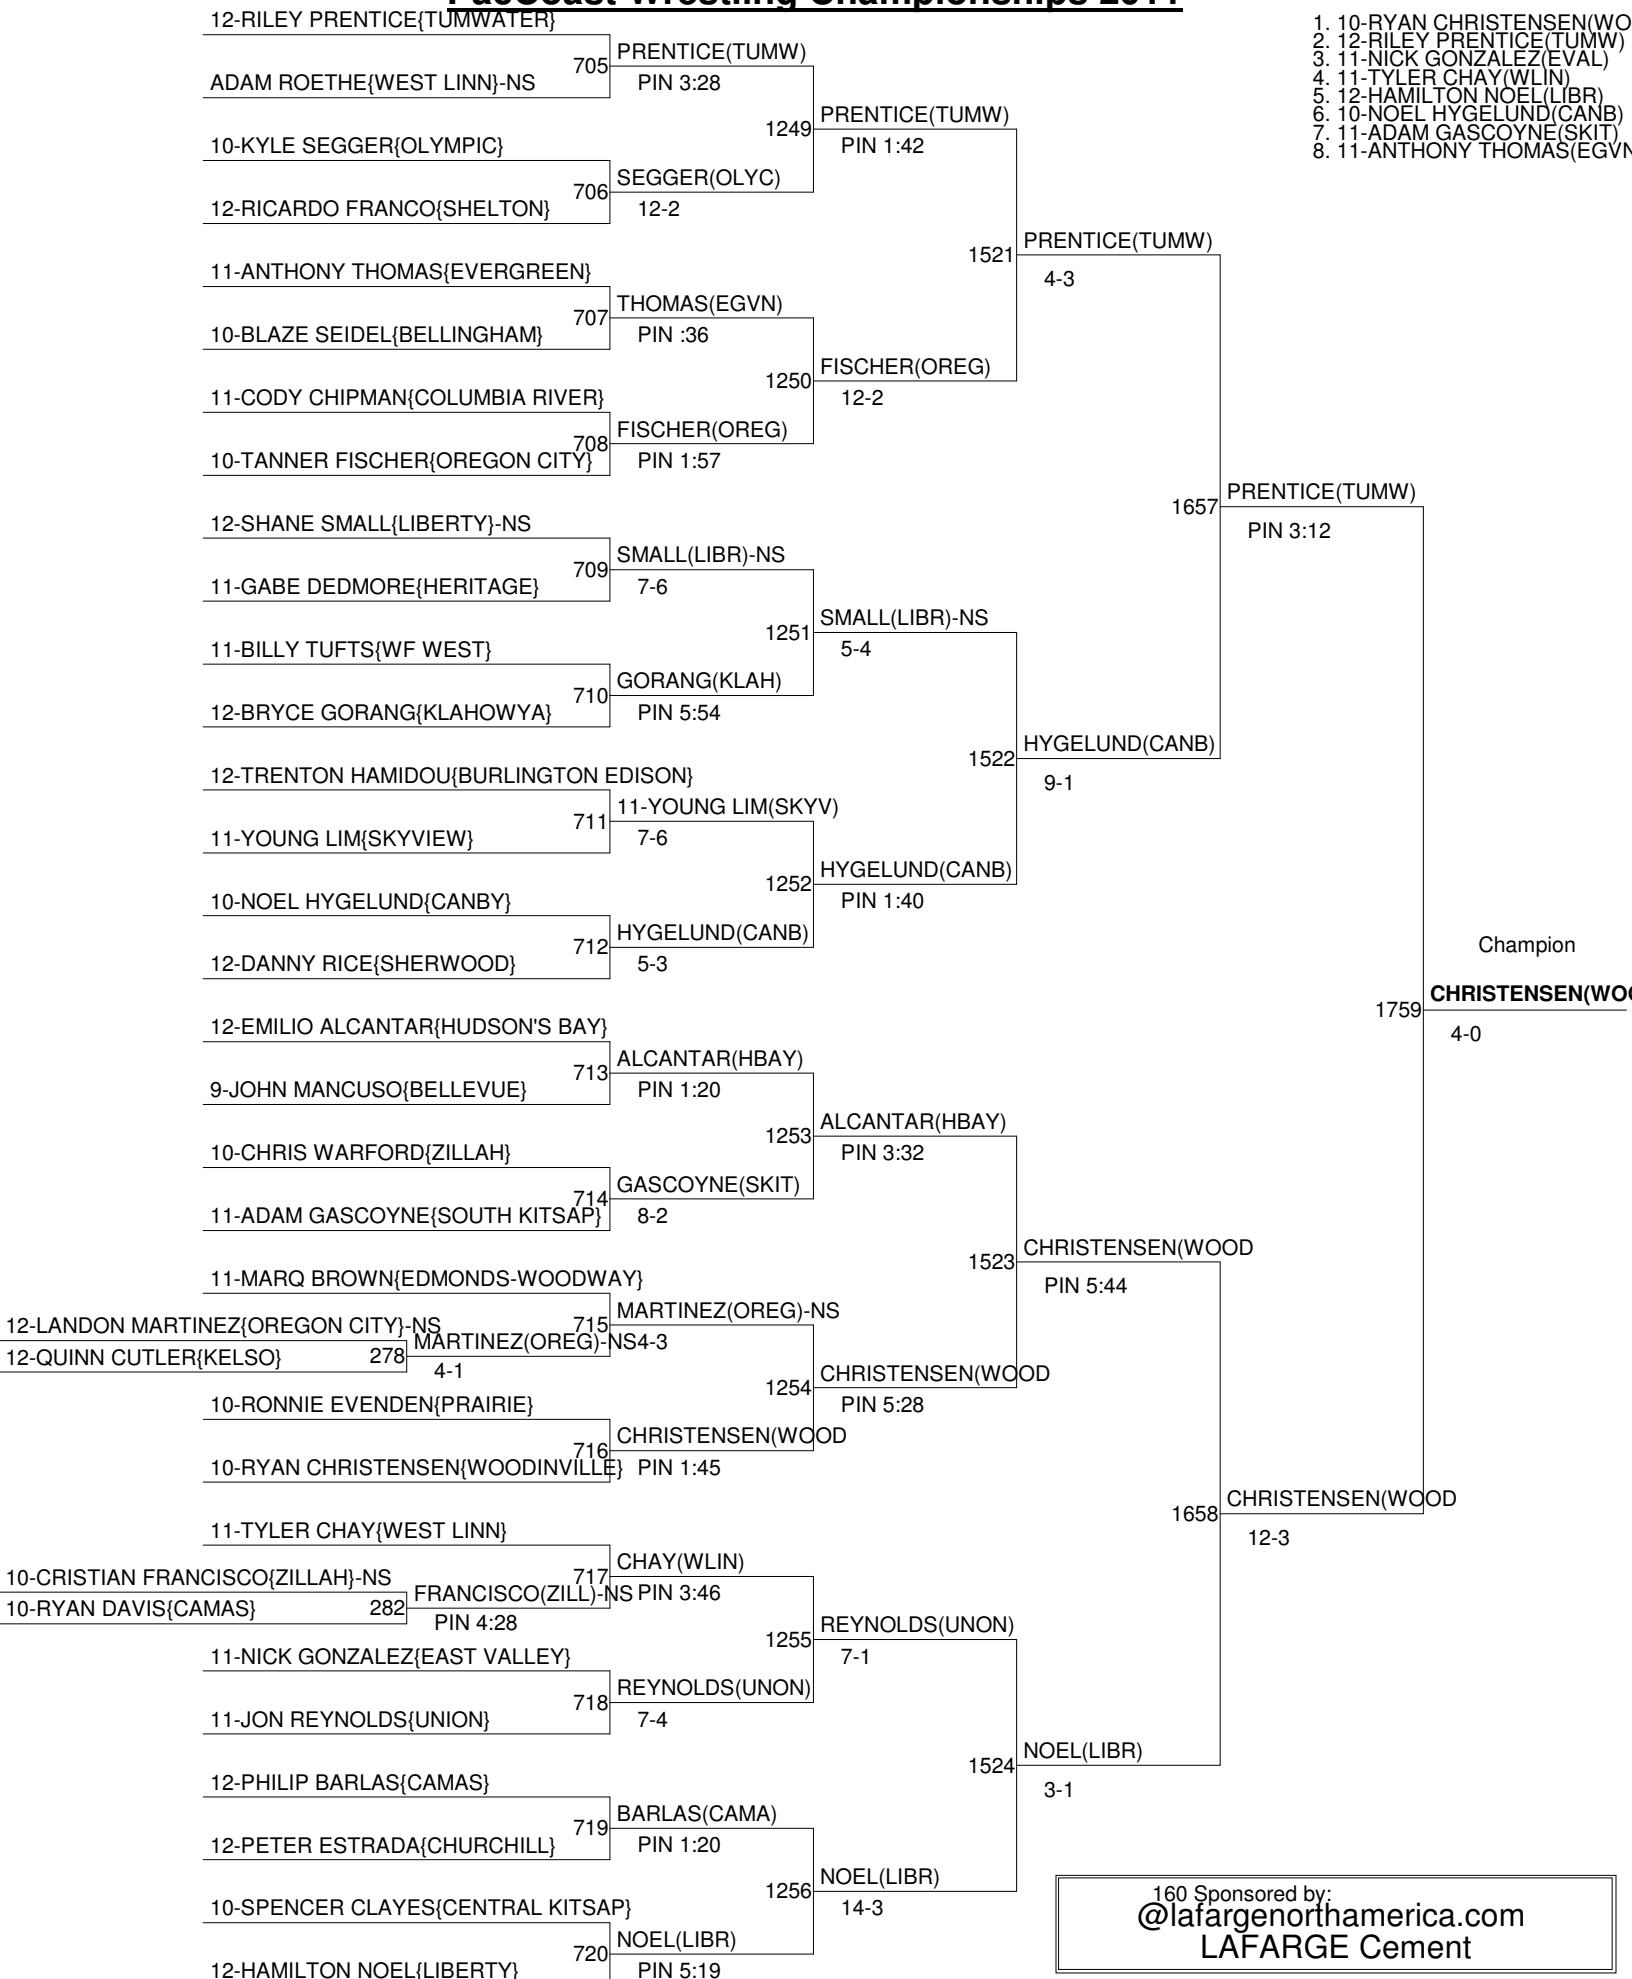 PacCoast Wrestling Championships 2011
1. 10-RYAN CHRISTENSEN(WO
2. 12-RILEY PRENTICE(TUMW)
3. 11-NICK GONZALEZ(EVAL)
4. 11-TYLER CHAY(WLIN)
5. 12-HAMILTON NOEL(LIBR)
6. 10-NOEL HYGELUND(CANB)
7. 11-ADAM GASCOYNE(SKIT)
8. 11-ANTHONY THOMAS(EGVN
12-RILEY PRENTICE{TUMWATER}
705
ADAM ROETHE{WEST LINN}-NS
10-KYLE SEGGER{OLYMPIC}
706
12-RICARDO FRANCO{SHELTON}
11-ANTHONY THOMAS{EVERGREEN}
707
10-BLAZE SEIDEL{BELLINGHAM}
11-CODY CHIPMAN{COLUMBIA RIVER}
708
10-TANNER FISCHER{OREGON CITY}
12-SHANE SMALL{LIBERTY}-NS
709
11-GABE DEDMORE{HERITAGE}
11-BILLY TUFTS{WF WEST}
710
12-BRYCE GORANG{KLAHOWYA}
12-TRENTON HAMIDOU{BURLINGTON EDISON}
711
11-YOUNG LIM{SKYVIEW}
10-NOEL HYGELUND{CANBY}
712
12-DANNY RICE{SHERWOOD}
12-EMILIO ALCANTAR{HUDSON'S BAY}
713
9-JOHN MANCUSO{BELLEVUE}
10-CHRIS WARFORD{ZILLAH}
714
11-ADAM GASCOYNE{SOUTH KITSAP}
11-MARQ BROWN{EDMONDS-WOODWAY}
715
12-LANDON MARTINEZ{OREGON CITY}-NS
12-QUINN CUTLER{KELSO}
278
MARTINEZ(OREG)-NS
4-1
10-RONNIE EVENDEN{PRAIRIE}
716
10-RYAN CHRISTENSEN{WOODINVILLE}
11-TYLER CHAY{WEST LINN}
717
10-CRISTIAN FRANCISCO{ZILLAH}-NS
10-RYAN DAVIS{CAMAS}
282
FRANCISCO(ZILL)-NS
PIN 4:28
11-NICK GONZALEZ{EAST VALLEY}
718
11-JON REYNOLDS{UNION}
12-PHILIP BARLAS{CAMAS}
719
12-PETER ESTRADA{CHURCHILL}
10-SPENCER CLAYES{CENTRAL KITSAP}
720
12-HAMILTON NOEL{LIBERTY}
PRENTICE(TUMW)
PIN 3:28
1249
SEGGER(OLYC)
12-2
THOMAS(EGVN)
PIN :36
1250
FISCHER(OREG)
PIN 1:57
SMALL(LIBR)-NS
7-6
1251
GORANG(KLAH)
PIN 5:54
11-YOUNG LIM(SKYV)
7-6
1252
HYGELUND(CANB)
5-3
ALCANTAR(HBAY)
PIN 1:20
1253
GASCOYNE(SKIT)
8-2
MARTINEZ(OREG)-NS
4-3
1254
CHRISTENSEN(WOOD
PIN 1:45
CHAY(WLIN)
PIN 3:46
1255
REYNOLDS(UNON)
7-4
BARLAS(CAMA)
PIN 1:20
1256
NOEL(LIBR)
PIN 5:19
PRENTICE(TUMW)
PIN 1:42
1521
FISCHER(OREG)
12-2
SMALL(LIBR)-NS
5-4
1522
HYGELUND(CANB)
PIN 1:40
ALCANTAR(HBAY)
PIN 3:32
1523
CHRISTENSEN(WOOD
PIN 5:28
REYNOLDS(UNON)
7-1
1524
NOEL(LIBR)
14-3
PRENTICE(TUMW)
4-3
1657
HYGELUND(CANB)
9-1
CHRISTENSEN(WOOD
PIN 5:44
1658
NOEL(LIBR)
3-1
PRENTICE(TUMW)
PIN 3:12
1759
CHRISTENSEN(WOOD
12-3
Champion
CHRISTENSEN(WOO
4-0
160 Sponsored by:
@lafargenorthamerica.com
LAFARGE Cement